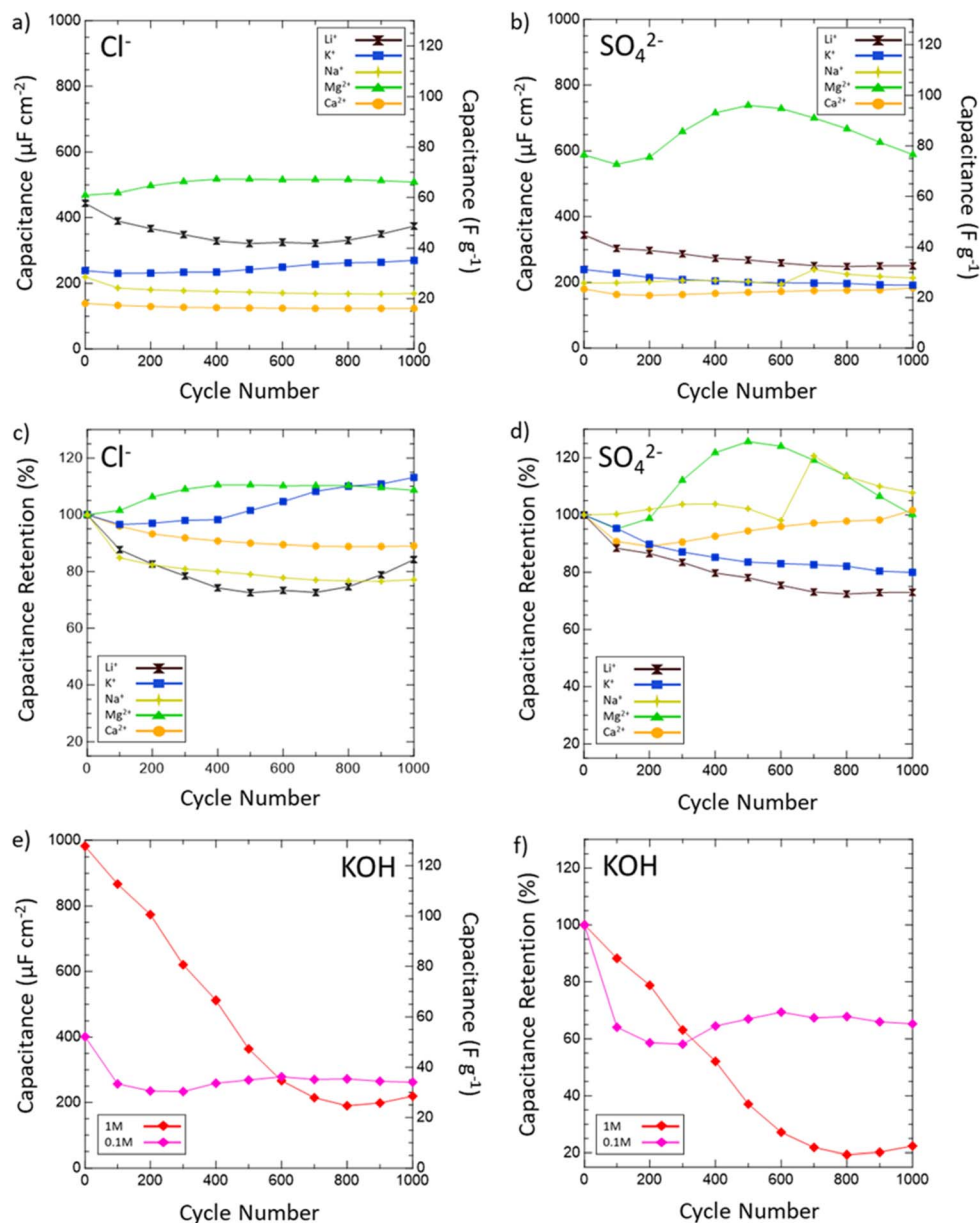 a)
Cl⁻
Li⁺
K⁺
Na⁺
Mg²⁺
Ca²⁺
Capacitance (µF cm⁻²)
1000
800
600
400
200
0
Capacitance (F g⁻¹)
120
100
80
60
40
20
0
0 200 400 600 800 1000
Cycle Number
b)
SO₄²⁻
Li⁺
K⁺
Na⁺
Mg²⁺
Ca²⁺
Capacitance (µF cm⁻²)
1000
800
600
400
200
0
Capacitance (F g⁻¹)
120
100
80
60
40
20
0
0 200 400 600 800 1000
Cycle Number
c)
Cl⁻
Capacitance Retention (%)
120
100
80
60
40
20
Li⁺
K⁺
Na⁺
Mg²⁺
Ca²⁺
0 200 400 600 800 1000
Cycle Number
d)
SO₄²⁻
Capacitance Retention (%)
120
100
80
60
40
20
Li⁺
K⁺
Na⁺
Mg²⁺
Ca²⁺
0 200 400 600 800 1000
Cycle Number
e)
KOH
Capacitance (µF cm⁻²)
1000
800
600
400
200
0
Capacitance (F g⁻¹)
120
100
80
60
40
20
0
1M
0.1M
0 200 400 600 800 1000
Cycle Number
f)
KOH
Capacitance Retention (%)
120
100
80
60
40
20
1M
0.1M
0 200 400 600 800 1000
Cycle Number